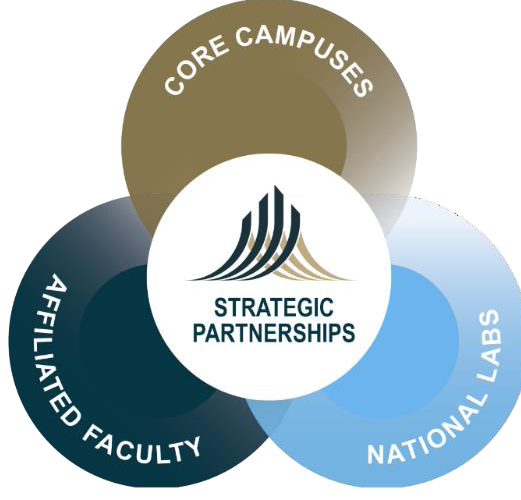 CORE CAMPUSES
STRATEGIC
PARTNERSHIPS
AFFILIATED FACULTY
NATIONAL LABS